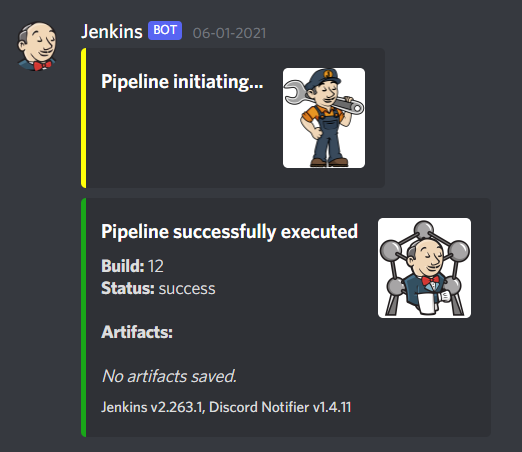 Jenkins BOT 06-01-2021
Pipeline initiating...
Pipeline successfully executed
Build: 12
Status: success
Artifacts:
No artifacts saved.
Jenkins v2.263.1, Discord Notifier v1.4.11